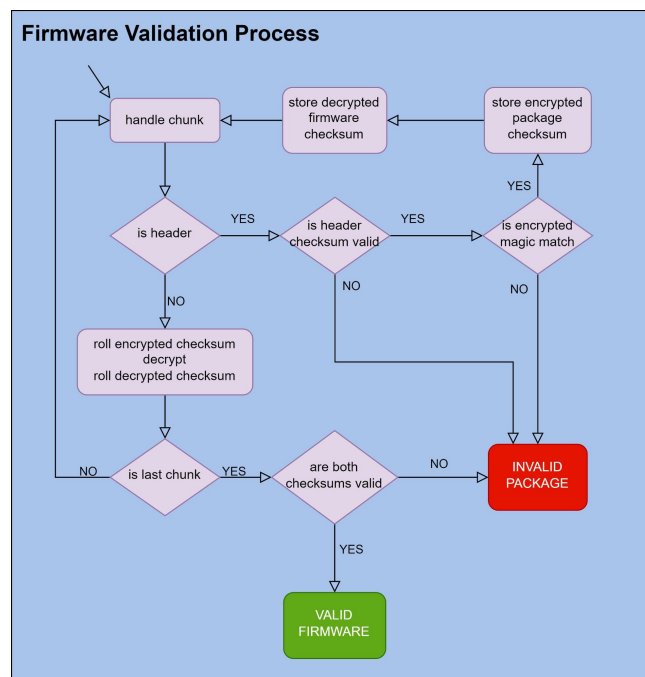 Firmware Validation Process
handle chunk
store decrypted
firmware
checksum
store encrypted
package
checksum
YES
is header
YES
is header
checksum valid
YES
is encrypted
magic match
NO
NO
NO
roll encrypted checksum
decrypt
roll decrypted checksum
NO
is last chunk
YES
are both
checksums valid
NO
INVALID
PACKAGE
YES
VALID
FIRMWARE